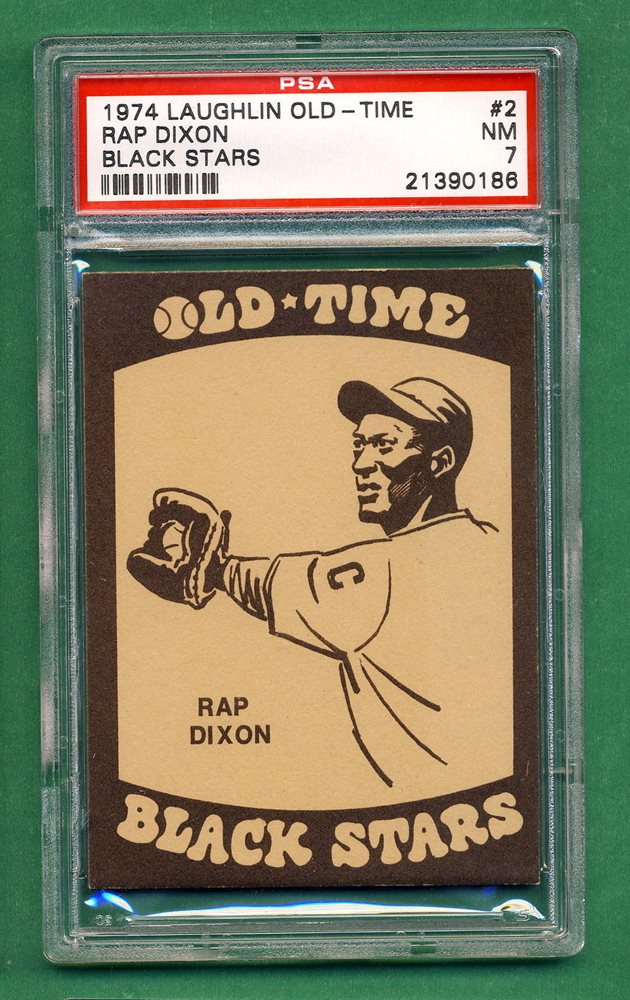 PSA
1974 LAUGHLIN OLD-TIME #2
RAP DIXON NM
BLACK STARS 7
21390186
OLD★TIME
C
RAP
DIXON
BLACK STARS